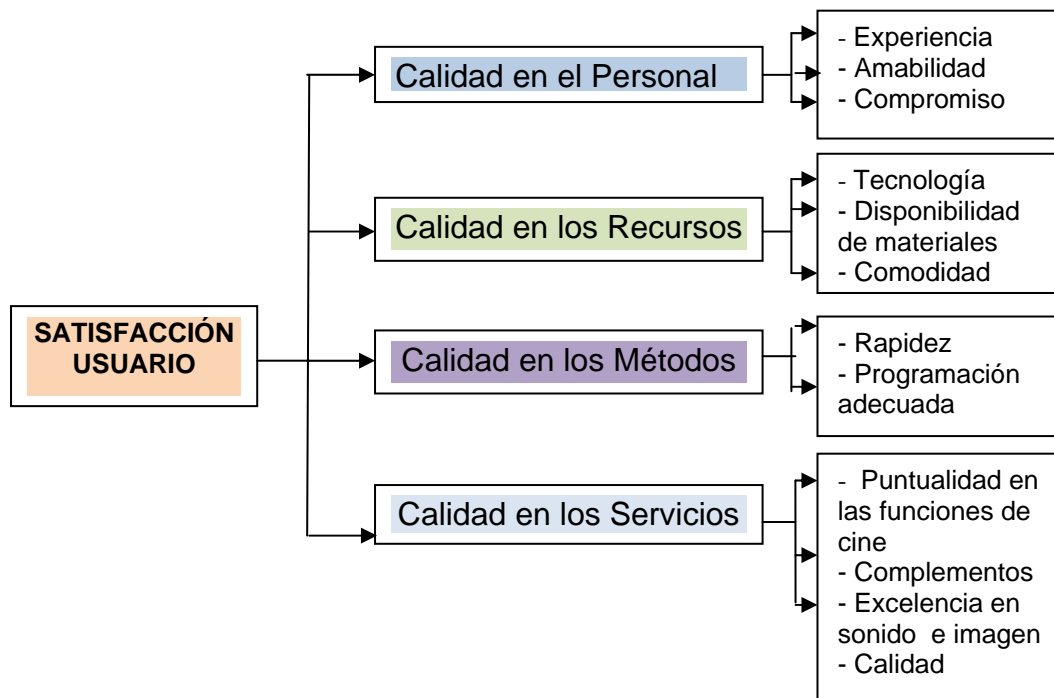 SATISFACCIÓN
USUARIO
Calidad en el Personal
- Experiencia
- Amabilidad
- Compromiso
Calidad en los Recursos
- Tecnología
- Disponibilidad
de materiales
- Comodidad
Calidad en los Métodos
- Rapidez
- Programación
adecuada
Calidad en los Servicios
- Puntualidad en
las funciones de
cine
- Complementos
- Excelencia en
sonido e imagen
- Calidad